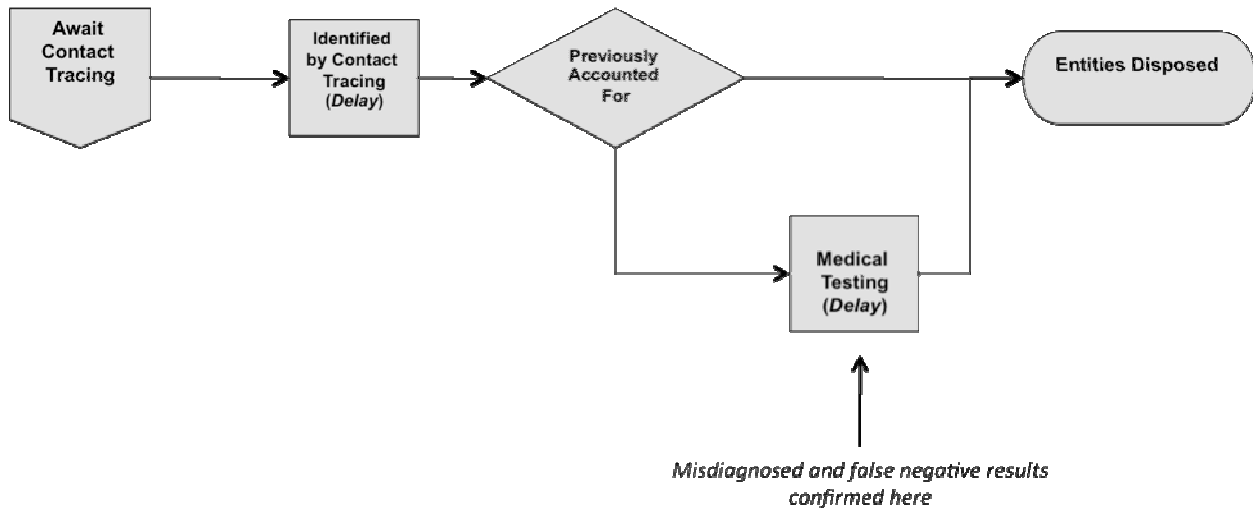 Await
Contact
Tracing
Identified
by Contact
Tracing
(Delay)
Previously
Accounted
For
Entities Disposed
Medical
Testing
(Delay)
Misdiagnosed and false negative results
confirmed here